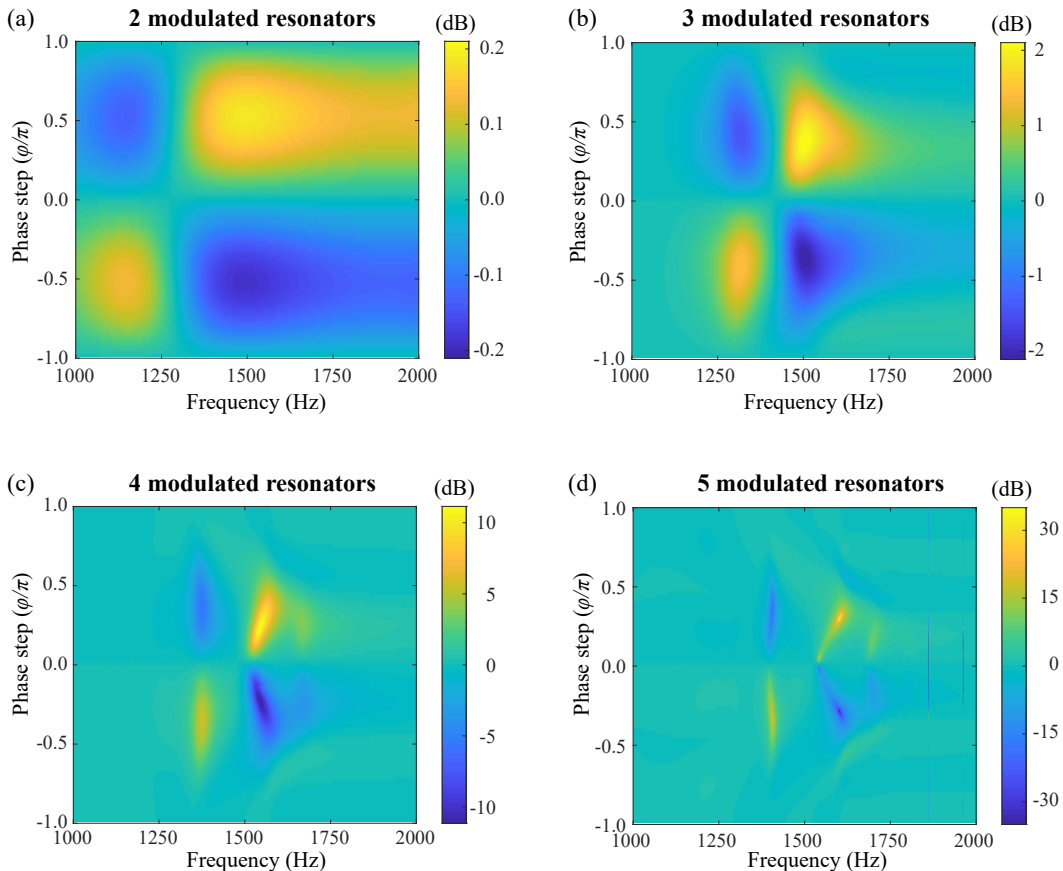 (a) 2 modulated resonators (dB)
1.0
0.5
0.0
-0.5
-1.0
Phase step (φ/π)
1000 1250 1500 1750 2000
Frequency (Hz)
0.2
0.1
0
-0.1
-0.2
(b) 3 modulated resonators (dB)
1.0
0.5
0.0
-0.5
-1.0
Phase step (φ/π)
1000 1250 1500 1750 2000
Frequency (Hz)
2
1
0
-1
-2
(c) 4 modulated resonators (dB)
1.0
0.5
0.0
-0.5
-1.0
Phase step (φ/π)
1000 1250 1500 1750 2000
Frequency (Hz)
10
5
0
-5
-10
(d) 5 modulated resonators (dB)
1.0
0.5
0.0
-0.5
-1.0
Phase step (φ/π)
1000 1250 1500 1750 2000
Frequency (Hz)
30
15
0
-15
-30